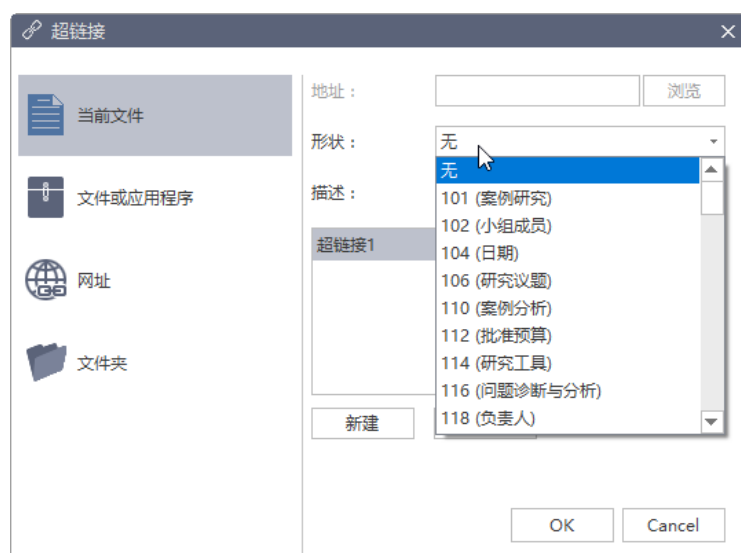 超链接
当前文件
文件或应用程序
网址
文件夹
地址：
浏览
形状：
无
描述：
无
101 (案例研究)
102 (小组成员)
104 (日期)
106 (研究议题)
110 (案例分析)
112 (批准预算)
114 (研究工具)
116 (问题诊断与分析)
118 (负责人)
超链接1
新建
OK
Cancel